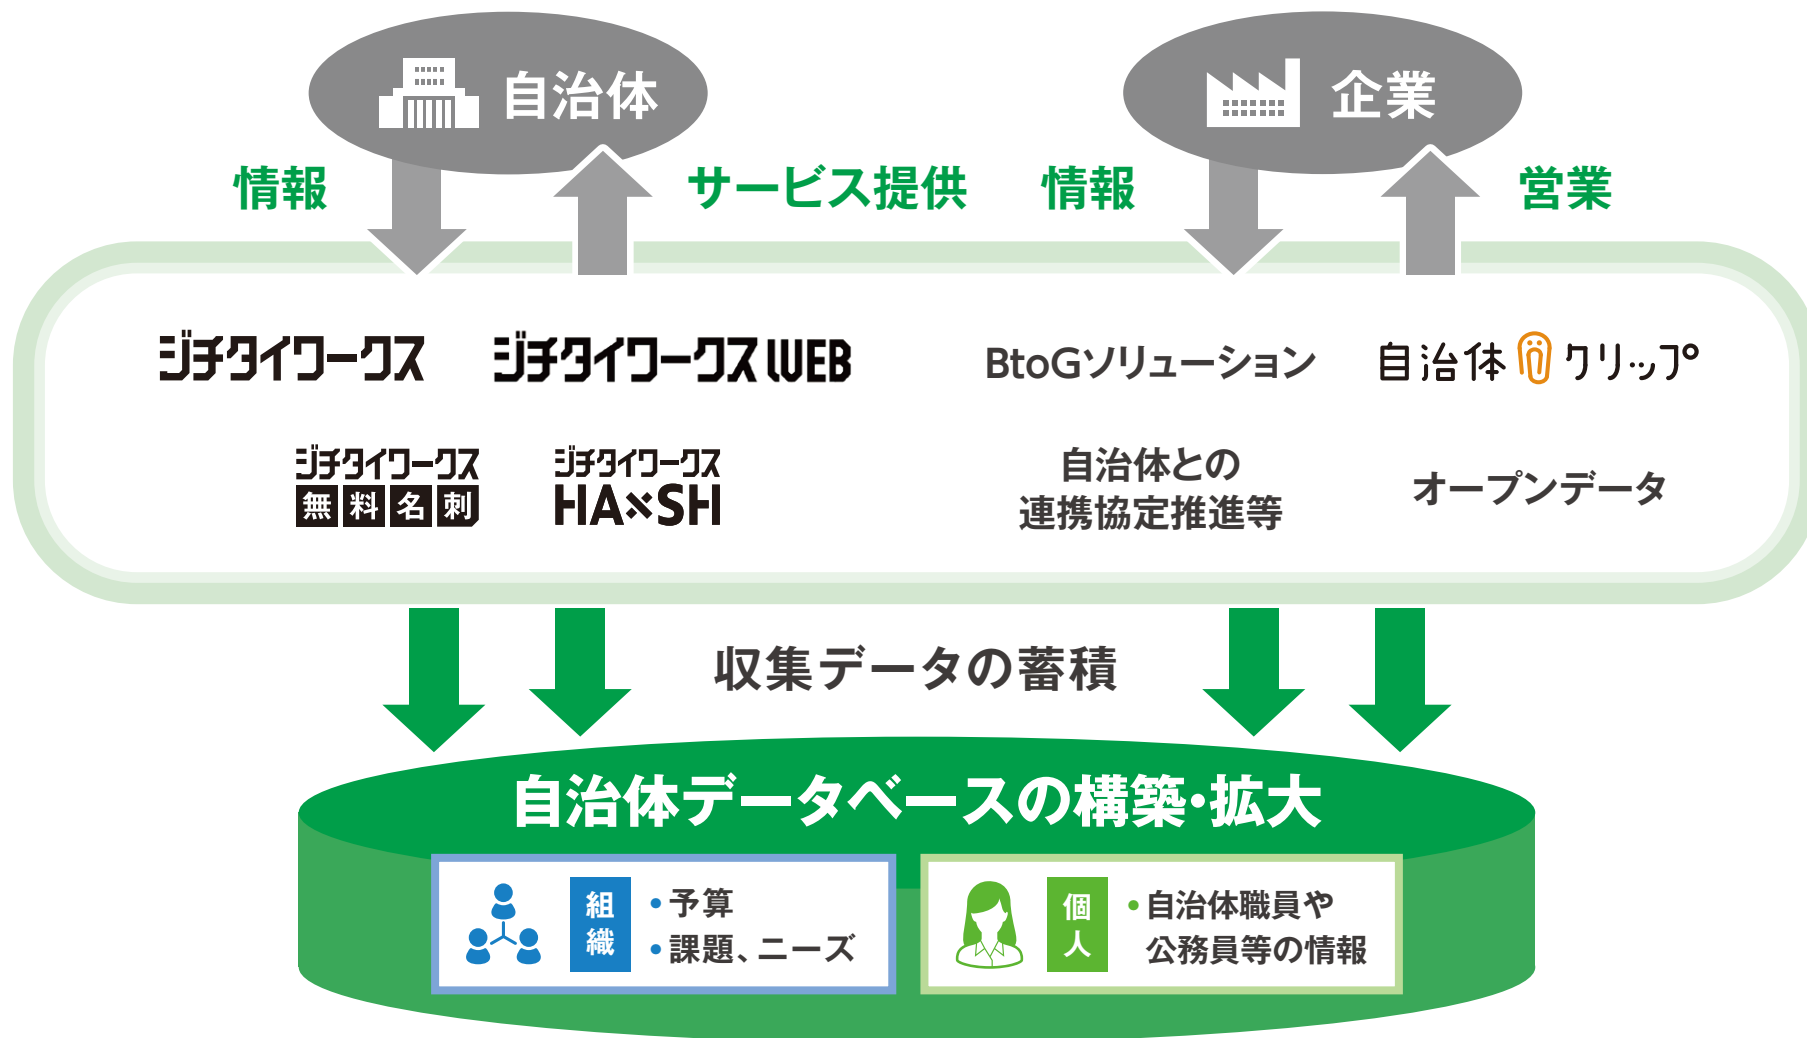 自治体
企業
情報
サービス提供
情報
営業
ジチタイワークス
ジチタイワークス WEB
BtoGソリューション
自治体クリップ
ジチタイワークス
無料名刺
ジチタイワークス
HA×SH
自治体との
連携協定推進等
オープンデータ
収集データの蓄積
自治体データベースの構築・拡大
組織
・予算
・課題、ニーズ
個人
・自治体職員や
公務員等の情報